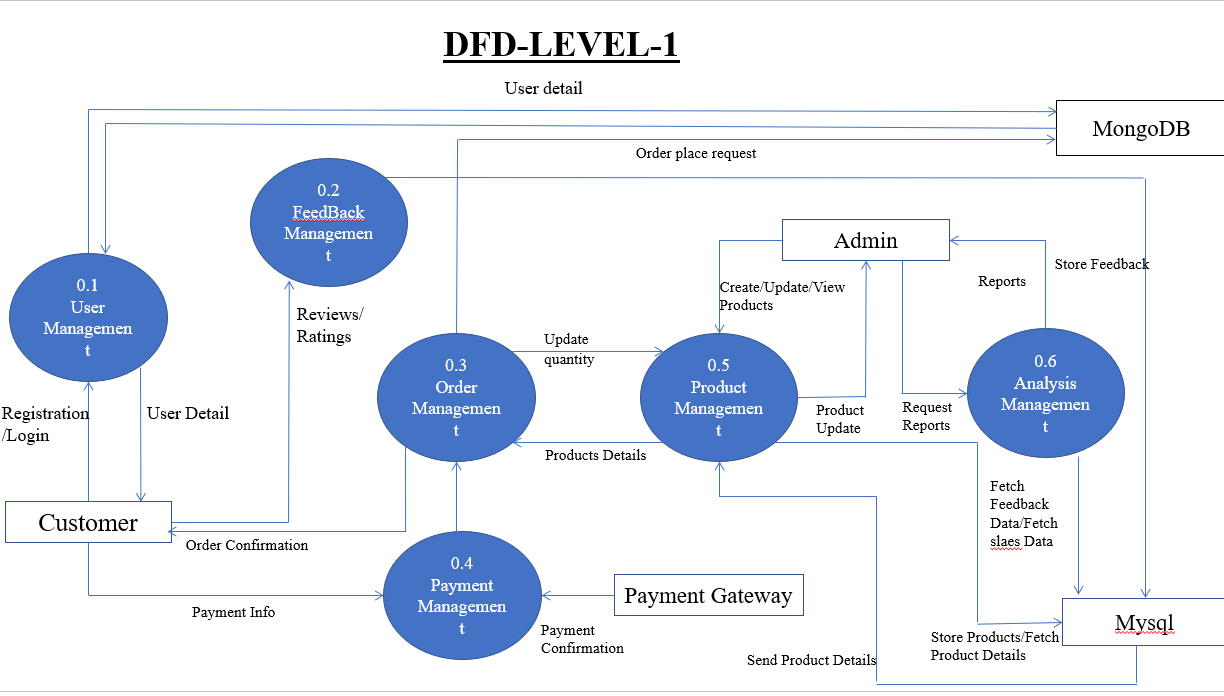 DFD-LEVEL-1
User detail
MongoDB
Order place request
0.2
FeedBack
Managemen
t
Admin
Store Feedback
Reports
0.1
User
Managemen
t
Create/Update/View
Products
Reviews/
Ratings
Update
quantity
0.3
Order
Managemen
t
0.5
Product
Managemen
t
0.6
Analysis
Managemen
t
Registration
/Login
User Detail
Product
Update
Request
Reports
Products Details
Fetch
Feedback
Data/Fetch
slaes Data
Customer
Order Confirmation
0.4
Payment
Managemen
t
Payment Gateway
Payment Info
Payment
Confirmation
Mysql
Store Products/Fetch
Product Details
Send Product Details